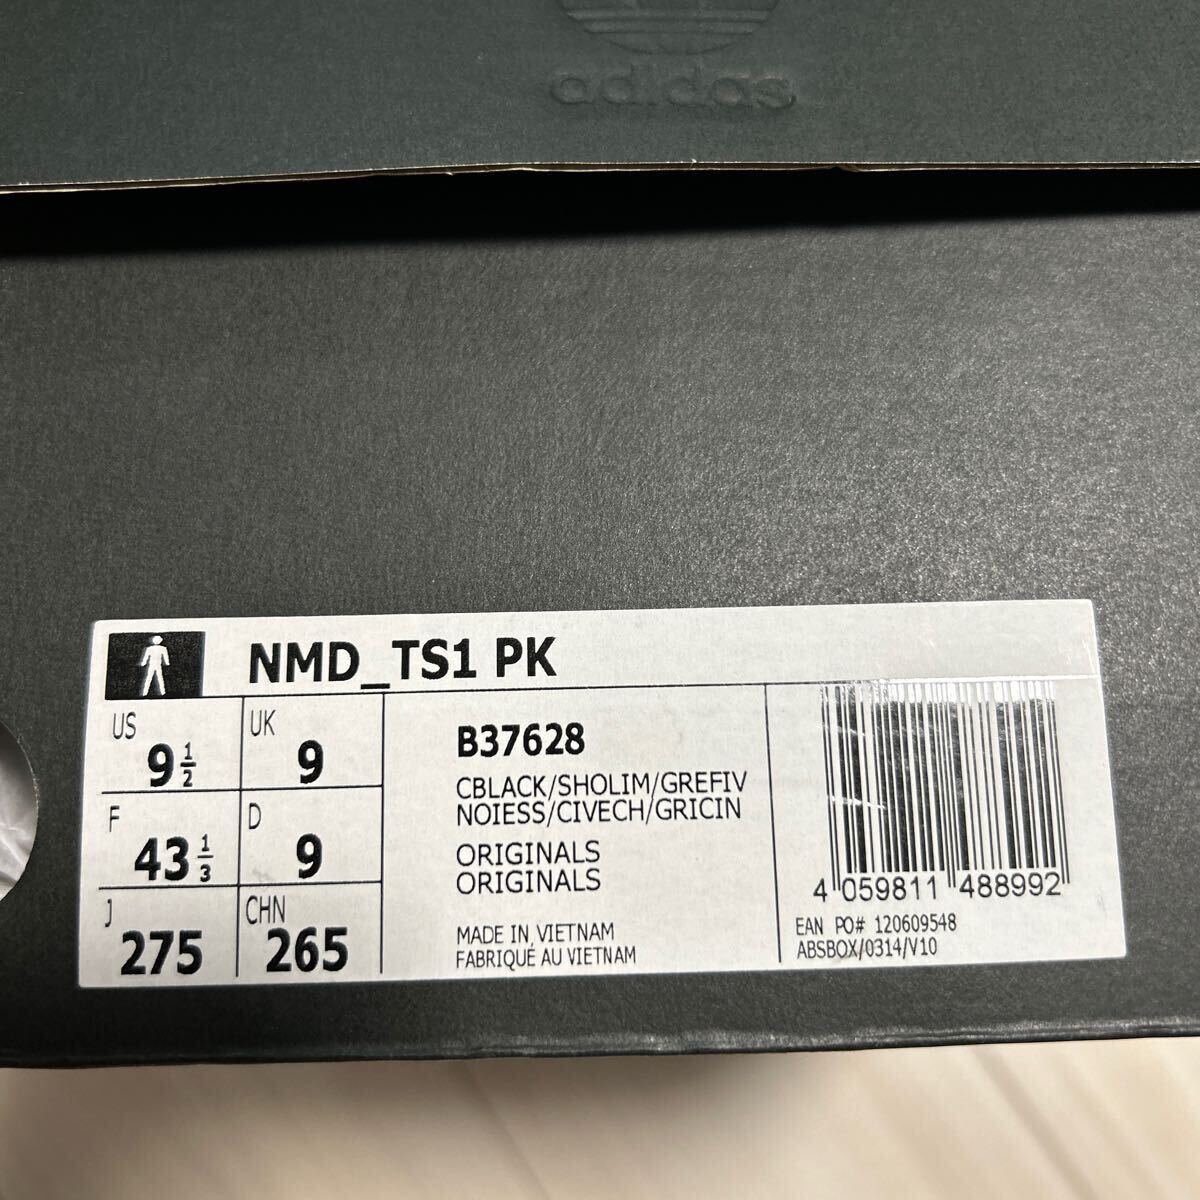 adidas
NMD_TS1 PK
US
9 1/2
UK
9
F
43 1/3
D
9
J
275
CHN
265
B37628
CBLACK/SHOLIM/GREFIV
NOIESS/CIVECH/GRICIN
ORIGINALS
ORIGINALS
MADE IN VIETNAM
FABRIQUÉ AU VIETNAM
4 059811 488992
EAN PO# 120609548
ABSBOX/0314/V10